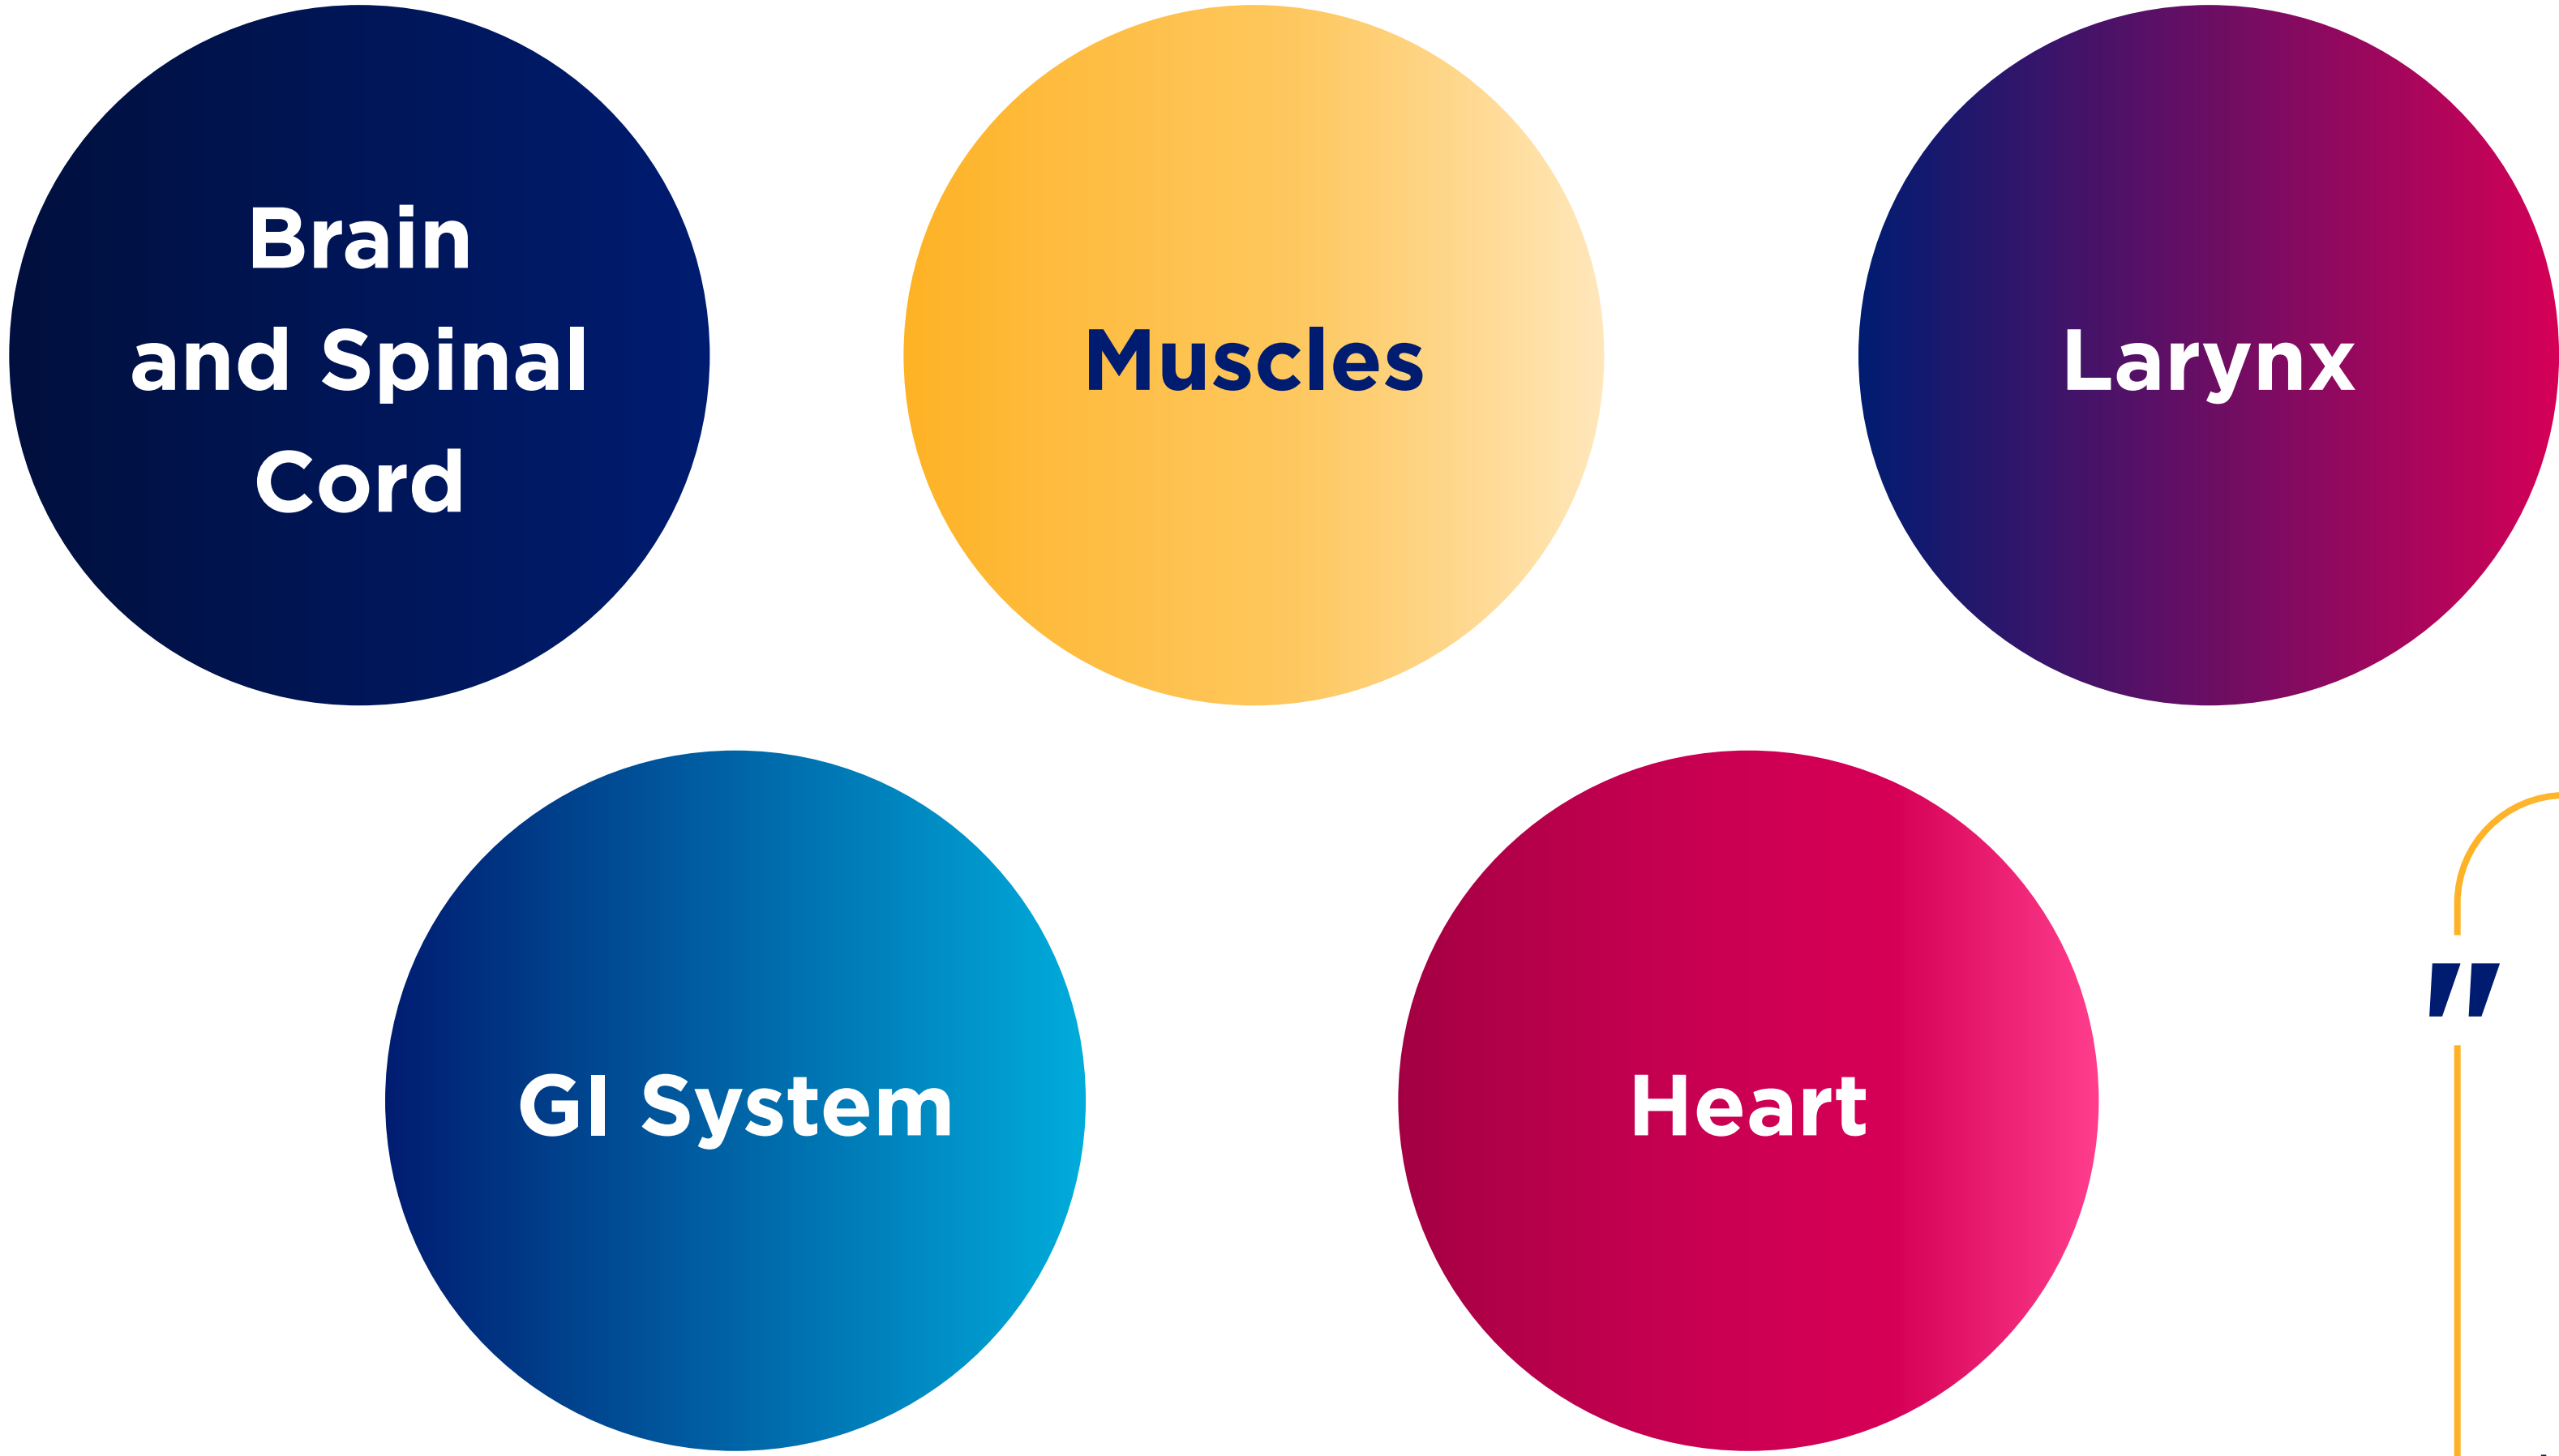 Brain
and Spinal
Cord
Muscles
Larynx
GI System
Heart
"